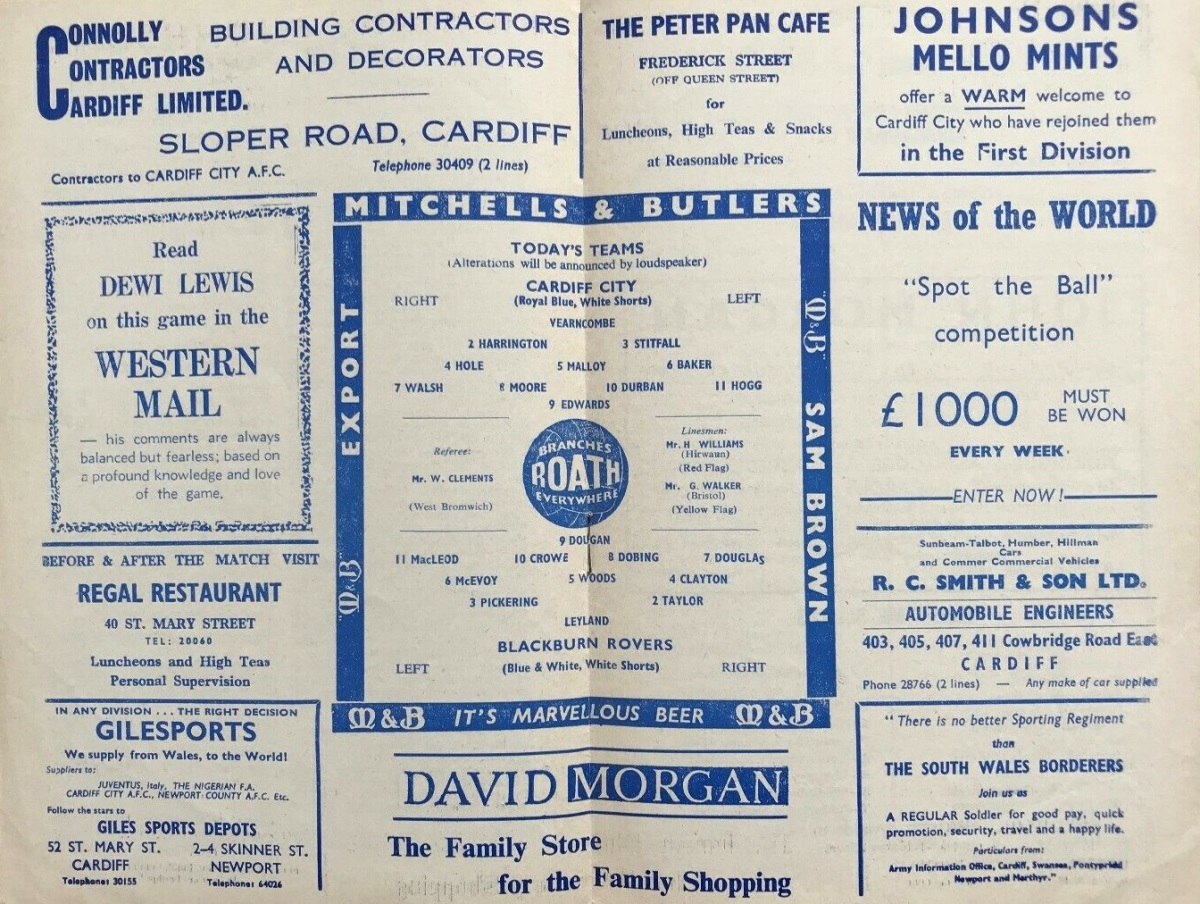 CONNOLLY
CONTRACTORS
CARDIFF LIMITED.
BUILDING CONTRACTORS
AND DECORATORS
SLOPER ROAD, CARDIFF
Contractors to CARDIFF CITY A.F.C.
Telephone 30409 (2 lines)
THE PETER PAN CAFE
FREDERICK STREET
(OFF QUEEN STREET)
for
Luncheons, High Teas & Snacks
at Reasonable Prices
JOHNSONS
MELLO MINTS
offer a WARM welcome to
Cardiff City who have rejoined them
in the First Division
Read
DEWI LEWIS
on this game in the
WESTERN
MAIL
— his comments are always
balanced but fearless; based on
a profound knowledge and love
of the game.
BEFORE & AFTER THE MATCH VISIT
REGAL RESTAURANT
40 ST. MARY STREET
TEL: 20060
Luncheons and High Teas
Personal Supervision
IN ANY DIVISION . . . THE RIGHT DECISION
GILESPORTS
We supply from Wales, to the World!
Suppliers to:
JUVENTUS, Italy, THE NIGERIAN F.A.
CARDIFF CITY A.F.C., NEWPORT COUNTY A.F.C. Etc.
Follow the stars to
GILES SPORTS DEPOTS
52 ST. MARY ST. 2-4, SKINNER ST.
CARDIFF NEWPORT
Telephone: 30155 Telephone: 64026
MITCHELLS & BUTLERS
EXPORT
"M&B"
"M&B"
SAM BROWN
TODAY'S TEAMS
(Alterations will be announced by loudspeaker)
CARDIFF CITY
RIGHT (Royal Blue, White Shorts) LEFT
VEARNCOMBE
2 HARRINGTON 3 STITFALL
4 HOLE 5 MALLOY 6 BAKER
7 WALSH 8 MOORE 10 DURBAN 11 HOGG
9 EDWARDS
Referee:
Mr. W. CLEMENTS
(West Bromwich)
BRANCHES
ROATH
EVERYWHERE
Linesmen:
Mr. H WILLIAMS
(Hirwaun)
(Red Flag)
Mr. G. WALKER
(Bristol)
(Yellow Flag)
9 DOUGAN
11 MacLEOD 10 CROWE 8 DOBING 7 DOUGLAS
6 McEVOY 5 WOODS 4 CLAYTON
3 PICKERING 2 TAYLOR
LEYLAND
BLACKBURN ROVERS
LEFT (Blue & White, White Shorts) RIGHT
M&B IT'S MARVELLOUS BEER M&B
DAVID MORGAN
The Family Store
for the Family Shopping
NEWS of the WORLD
"Spot the Ball"
competition
£1000 MUST
BE WON
EVERY WEEK.
ENTER NOW!
Sunbeam-Talbot, Humber, Hillman
Cars
and Commer Commercial Vehicles
R. C. SMITH & SON LTD.
AUTOMOBILE ENGINEERS
403, 405, 407, 411 Cowbridge Road East
CARDIFF
Phone 28766 (2 lines) — Any make of car supplied
"There is no better Sporting Regiment
than
THE SOUTH WALES BORDERERS
Join us as
A REGULAR Soldier for good pay, quick
promotion, security, travel and a happy life.
Particulars from:
Army Information Office, Cardiff, Swansea, Pontypridd
Newport and Merthyr."